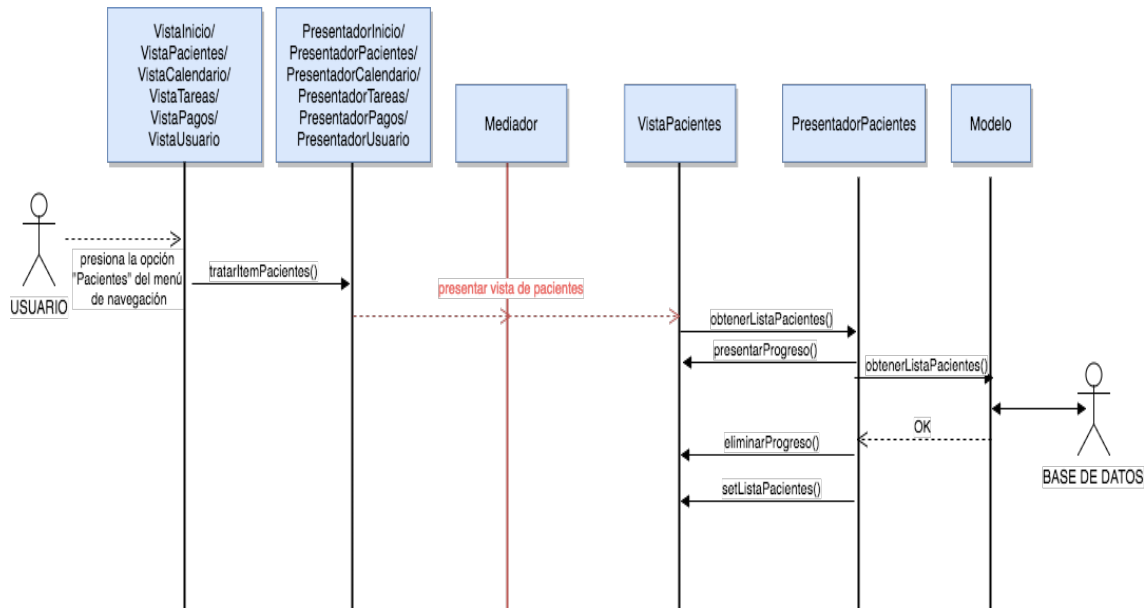 VistaInicio/
VistaPacientes/
VistaCalendario/
VistaTareas/
VistaPagos/
VistaUsuario
PresentadorInicio/
PresentadorPacientes/
PresentadorCalendario/
PresentadorTareas/
PresentadorPagos/
PresentadorUsuario
Mediador
VistaPacientes
PresentadorPacientes
Modelo
USUARIO
presiona la opción
"Pacientes" del menú
de navegación
tratarItemPacientes()
presentar vista de pacientes
obtenerListaPacientes()
presentarProgreso()
obtenerListaPacientes()
OK
eliminarProgreso()
setListaPacientes()
BASE DE DATOS